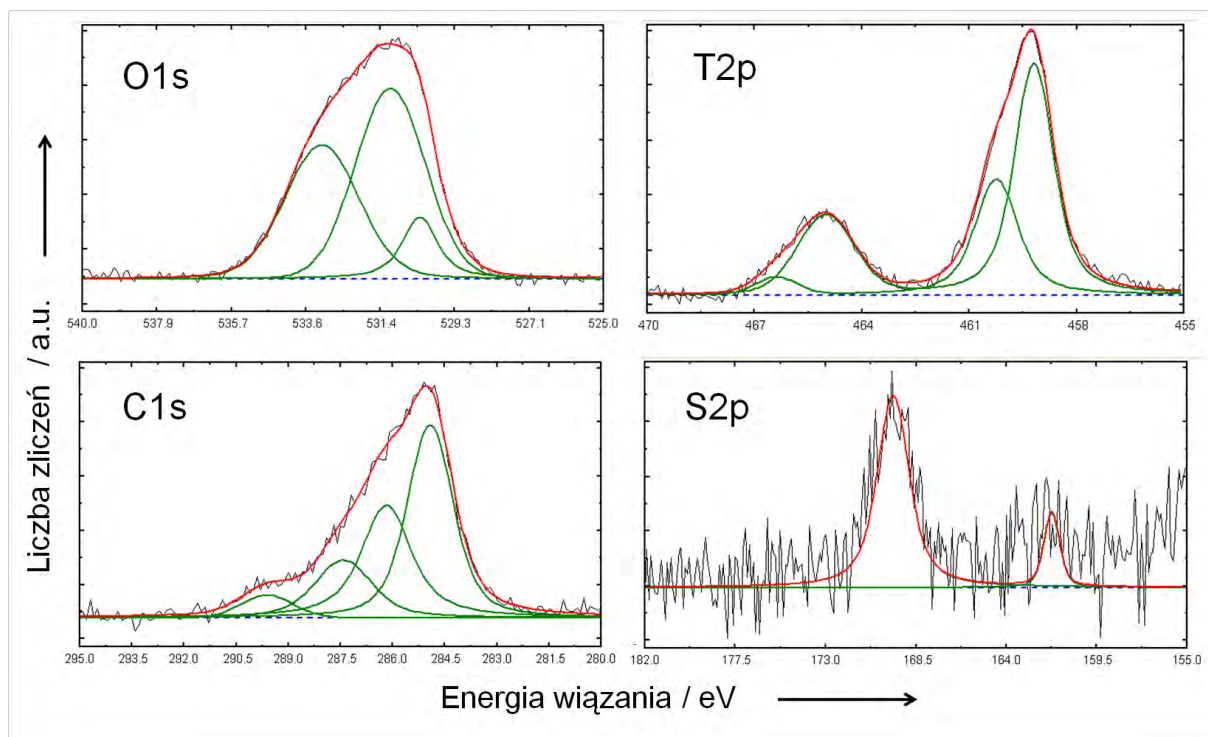 O1s
540.0 537.9 535.7 533.6 531.4 529.3 527.1 525.0
T2p
470 467 464 461 458 455
C1s
295.0 293.5 292.0 290.5 289.0 287.5 286.0 284.5 283.0 281.5 280.0
S2p
182.0 177.5 173.0 168.5 164.0 159.5 155.0
Liczba zliczeń / a.u.
Energia wiązania / eV